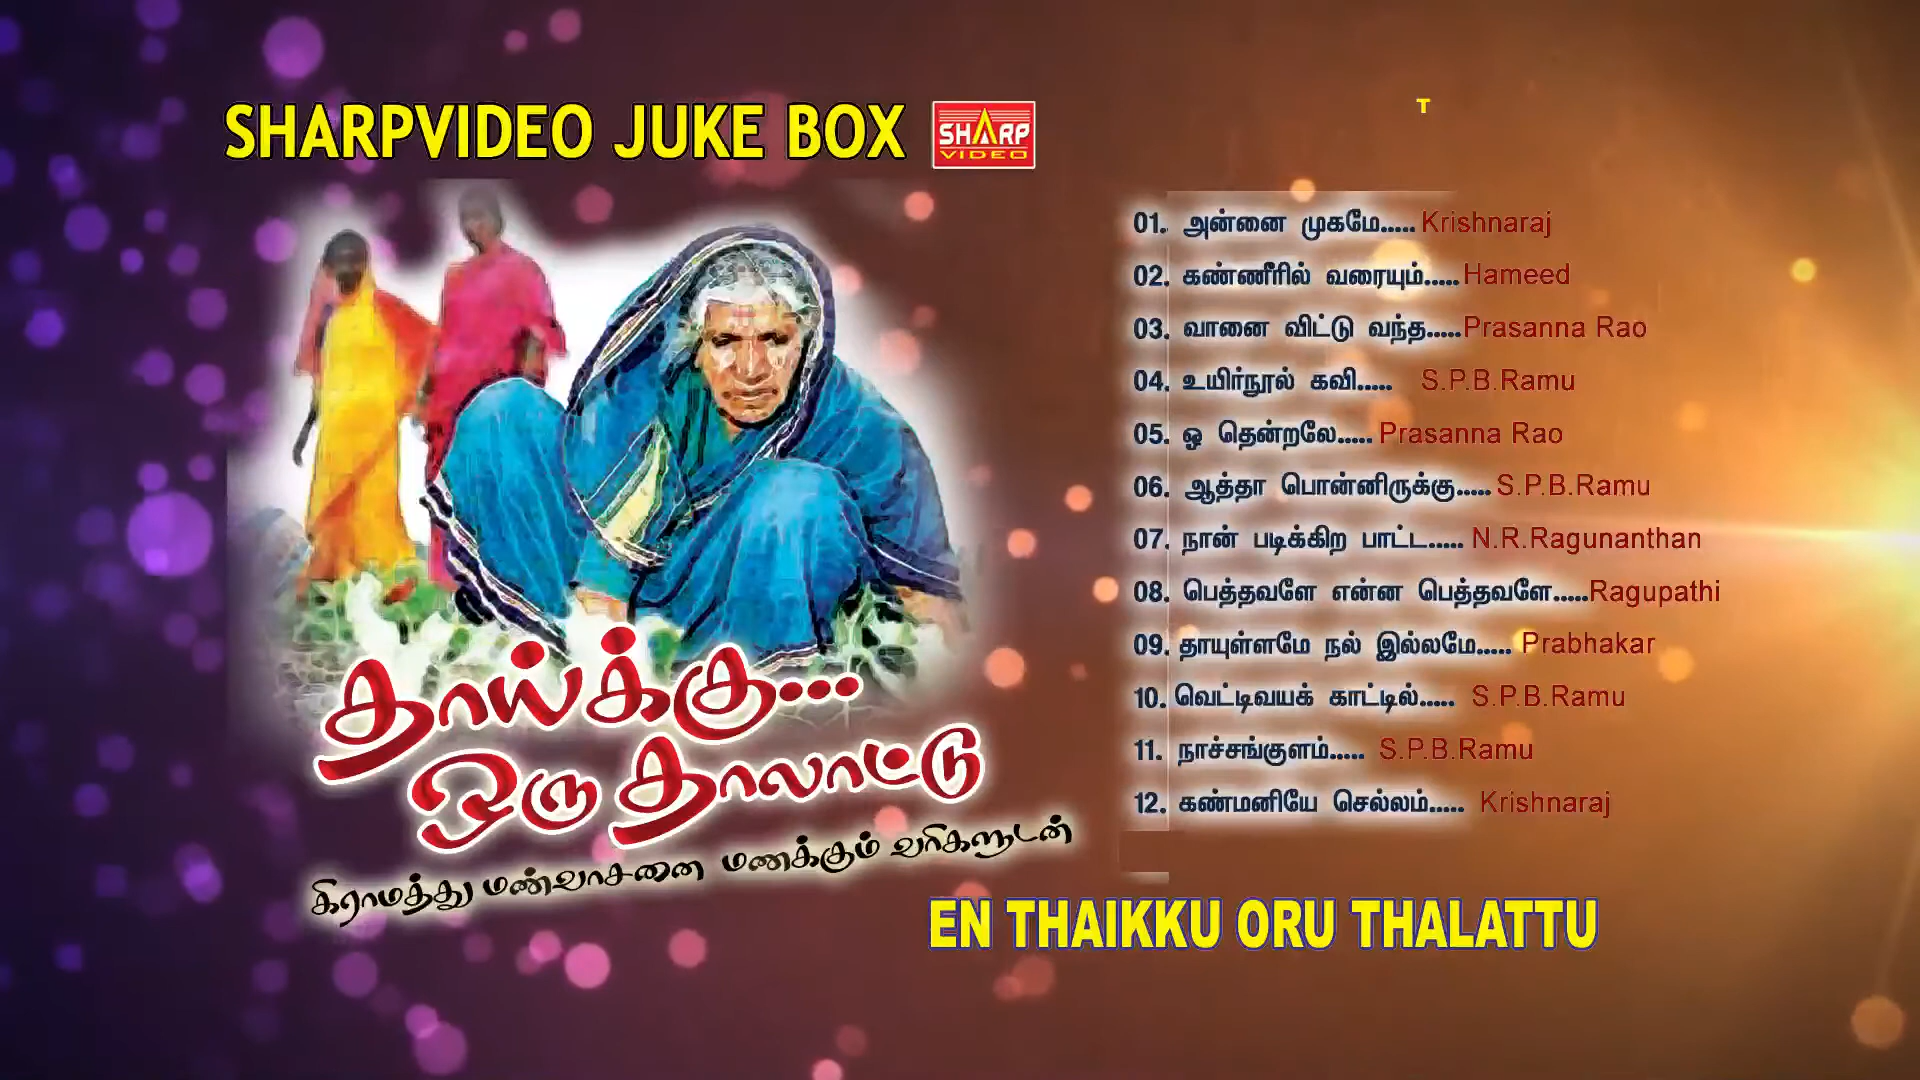 SHARPVIDEO JUKE BOX
SHARP
VIDEO
T
01. அன்னை முகமே..... Krishnaraj
02. கண்ணீரில் வரையும்..... Hameed
03. வானை விட்டு வந்த..... Prasanna Rao
04. உயிர்நூல் கவி..... S.P.B.Ramu
05. ஓ தென்றலே..... Prasanna Rao
06. ஆத்தா பொன்னிருக்கு..... S.P.B.Ramu
07. நான் படிக்கிற பாட்ட..... N.R.Ragunanthan
08. பெத்தவளே என்ன பெத்தவளே..... Ragupathi
09. தாயுள்ளமே நல் இல்லமே..... Prabhakar
10. வெட்டிவயக் காட்டில்..... S.P.B.Ramu
11. நாச்சங்குளம்..... S.P.B.Ramu
12. கண்மனியே செல்லம்..... Krishnaraj
தாய்க்கு...
ஒரு தாலாட்டு
கிராமத்து மண்வாசனை மணக்கும் வரிகளுடன்
EN THAIKKU ORU THALATTU